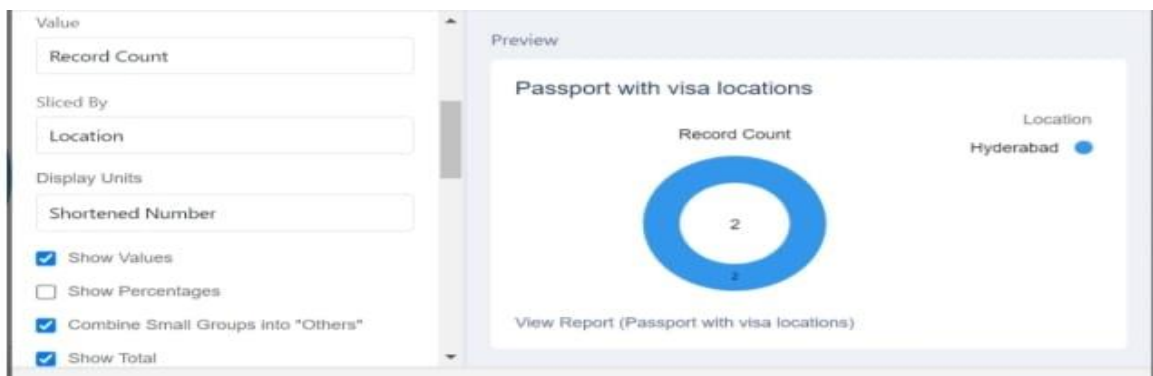 Value
Record Count
Sliced By
Location
Display Units
Shortened Number
Show Values
Show Percentages
Combine Small Groups into "Others"
Show Total
Preview
Passport with visa locations
Record Count
Location
Hyderabad
2
2
View Report (Passport with visa locations)